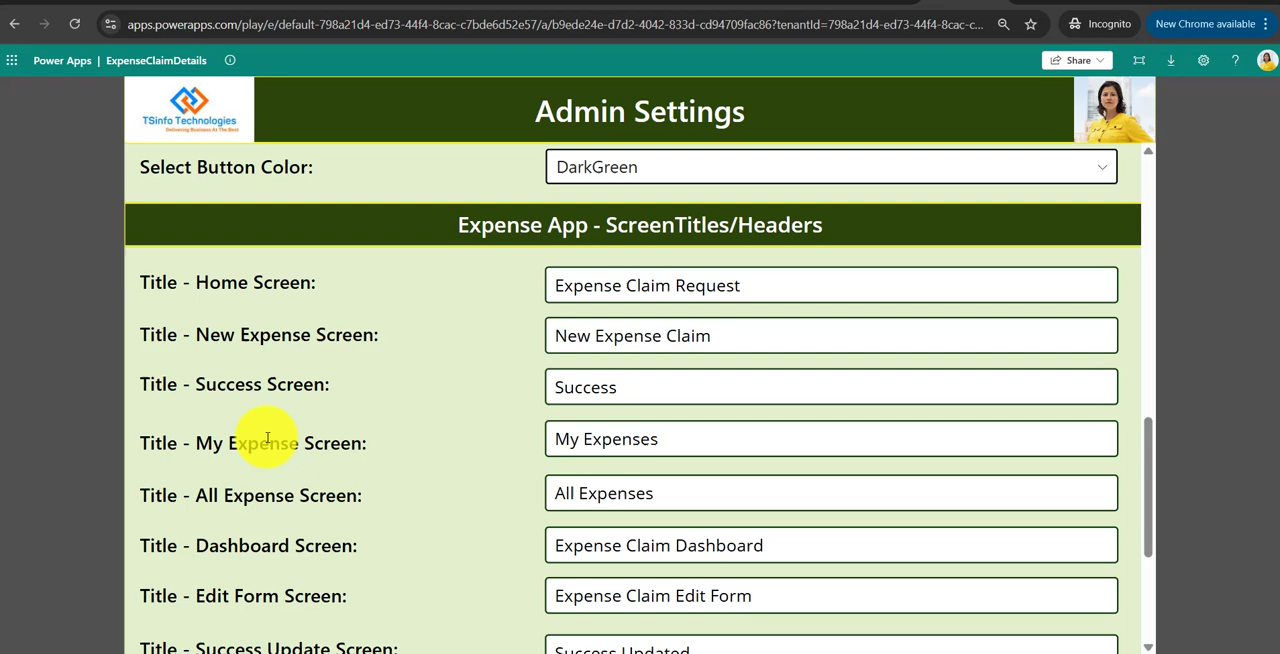 apps.powerapps.com/play/e/default-798a21d4-ed73-44f4-8cac-c7bde6d52e57/a/b9ede24e-d7d2-4042-833d-cd94709fac86?tenantId=798a21d4-ed73-44f4-8cac-c...
Incognito
New Chrome available
Power Apps | ExpenseClaimDetails
Share
TSinfo Technologies
Delivering Business At The Best
Admin Settings
Select Button Color:
DarkGreen
Expense App - ScreenTitles/Headers
Title - Home Screen:
Expense Claim Request
Title - New Expense Screen:
New Expense Claim
Title - Success Screen:
Success
Title - My Expense Screen:
My Expenses
Title - All Expense Screen:
All Expenses
Title - Dashboard Screen:
Expense Claim Dashboard
Title - Edit Form Screen:
Expense Claim Edit Form
Title - Success Update Screen:
Success Updated